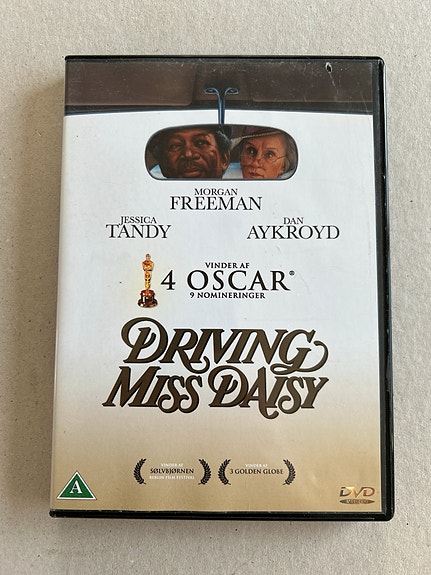 MORGAN
FREEMAN
JESSICA
TANDY
DAN
AYKROYD
VINDER AF
4 OSCAR®
9 NOMINERINGER
DRIVING
MISS DAISY
VINDER AF
SØLVBJØRNEN
BERLIN FILM FESTIVAL
VINDER AF
3 GOLDEN GLOBE
A
DVD
VIDEO